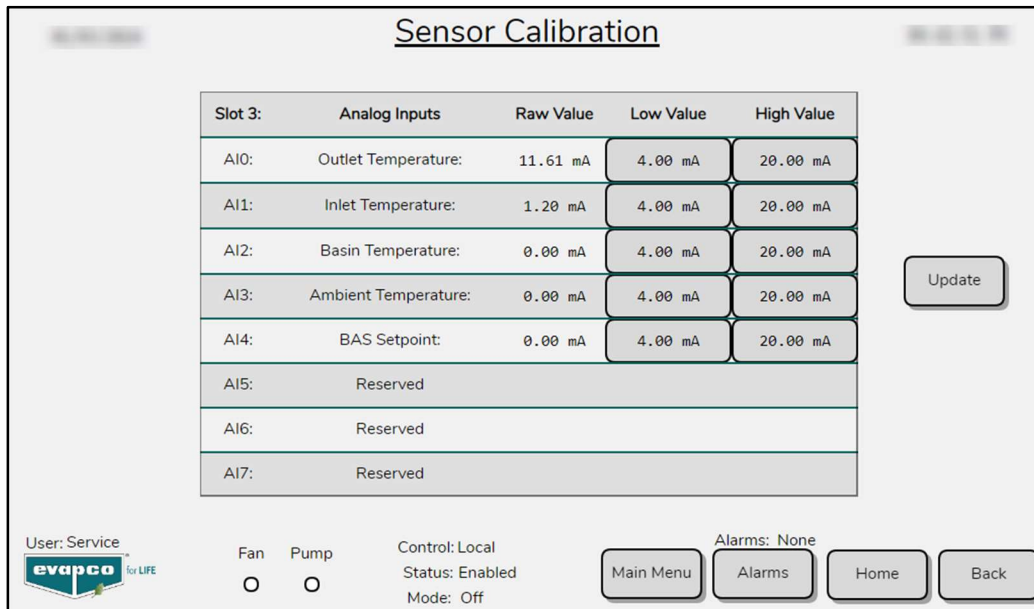 Sensor Calibration
Slot 3: Analog Inputs Raw Value Low Value High Value
AI0: Outlet Temperature: 11.61 mA 4.00 mA 20.00 mA
AI1: Inlet Temperature: 1.20 mA 4.00 mA 20.00 mA
AI2: Basin Temperature: 0.00 mA 4.00 mA 20.00 mA
AI3: Ambient Temperature: 0.00 mA 4.00 mA 20.00 mA
AI4: BAS Setpoint: 0.00 mA 4.00 mA 20.00 mA
AI5: Reserved
AI6: Reserved
AI7: Reserved
Update
User: Service
evapco for LIFE
Fan Pump
Control: Local
Status: Enabled
Mode: Off
Alarms: None
Main Menu Alarms Home Back